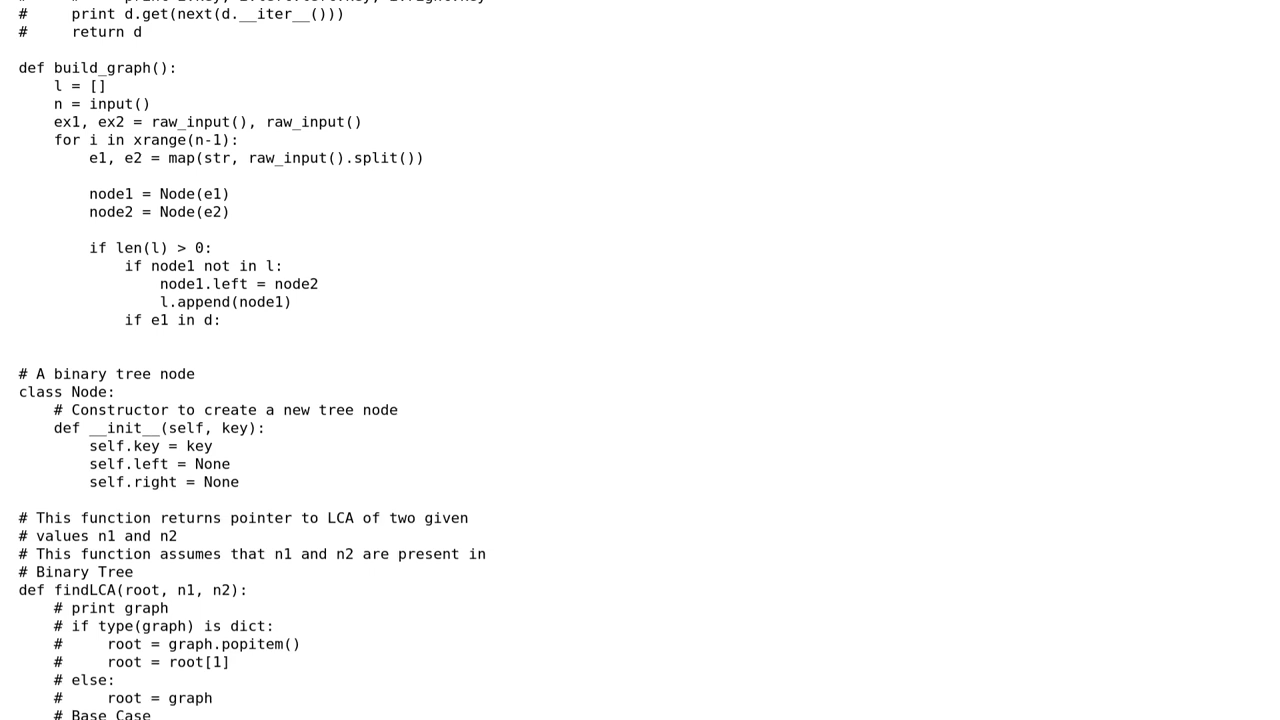 #     print d.get(next(d.__iter__()))
#     return d

def build_graph():
    l = []
    n = input()
    ex1, ex2 = raw_input(), raw_input()
    for i in xrange(n-1):
        e1, e2 = map(str, raw_input().split())

        node1 = Node(e1)
        node2 = Node(e2)

        if len(l) > 0:
            if node1 not in l:
                node1.left = node2
                l.append(node1)
            if e1 in d:


# A binary tree node
class Node:
    # Constructor to create a new tree node
    def __init__(self, key):
        self.key = key
        self.left = None
        self.right = None

# This function returns pointer to LCA of two given
# values n1 and n2
# This function assumes that n1 and n2 are present in
# Binary Tree
def findLCA(root, n1, n2):
    # print graph
    # if type(graph) is dict:
    #     root = graph.popitem()
    #     root = root[1]
    # else:
    #     root = graph
    # Base Case